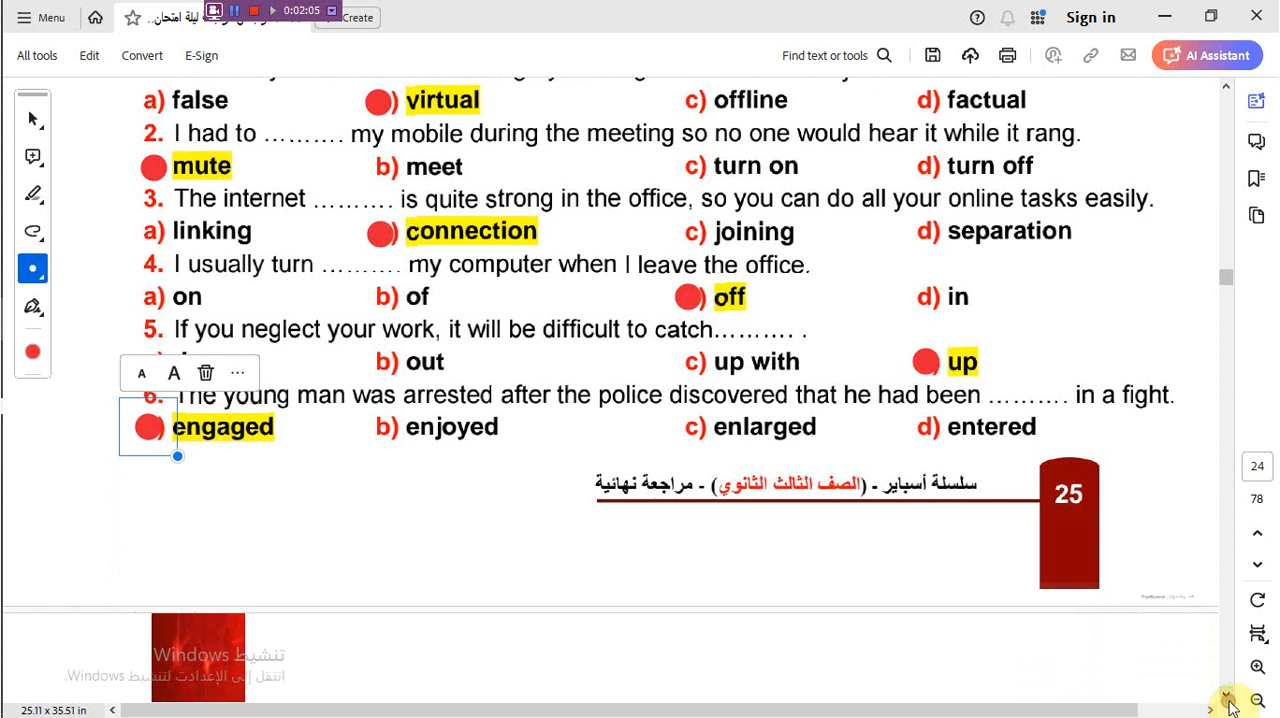 Menu
ليلة امتحان..
0:02:05
Create
Sign in
All tools
Edit
Convert
E-Sign
Find text or tools
AI Assistant
a) false ) virtual c) offline d) factual
2. I had to ………. my mobile during the meeting so no one would hear it while it rang.
mute b) meet c) turn on d) turn off
3. The internet ………. is quite strong in the office, so you can do all your online tasks easily.
a) linking ) connection c) joining d) separation
4. I usually turn ………. my computer when I leave the office.
a) on b) of ) off d) in
5. If you neglect your work, it will be difficult to catch………. .
b) out c) up with up
A A ...
6. The young man was arrested after the police discovered that he had been ………. in a fight.
) engaged b) enjoyed c) enlarged d) entered
سلسلة أسباير - (الصف الثالث الثانوي) - مراجعة نهائية
25
24
78
تنشيط Windows
انتقل إلى الإعدادت لتنشيط Windows.
25.11 x 35.51 in